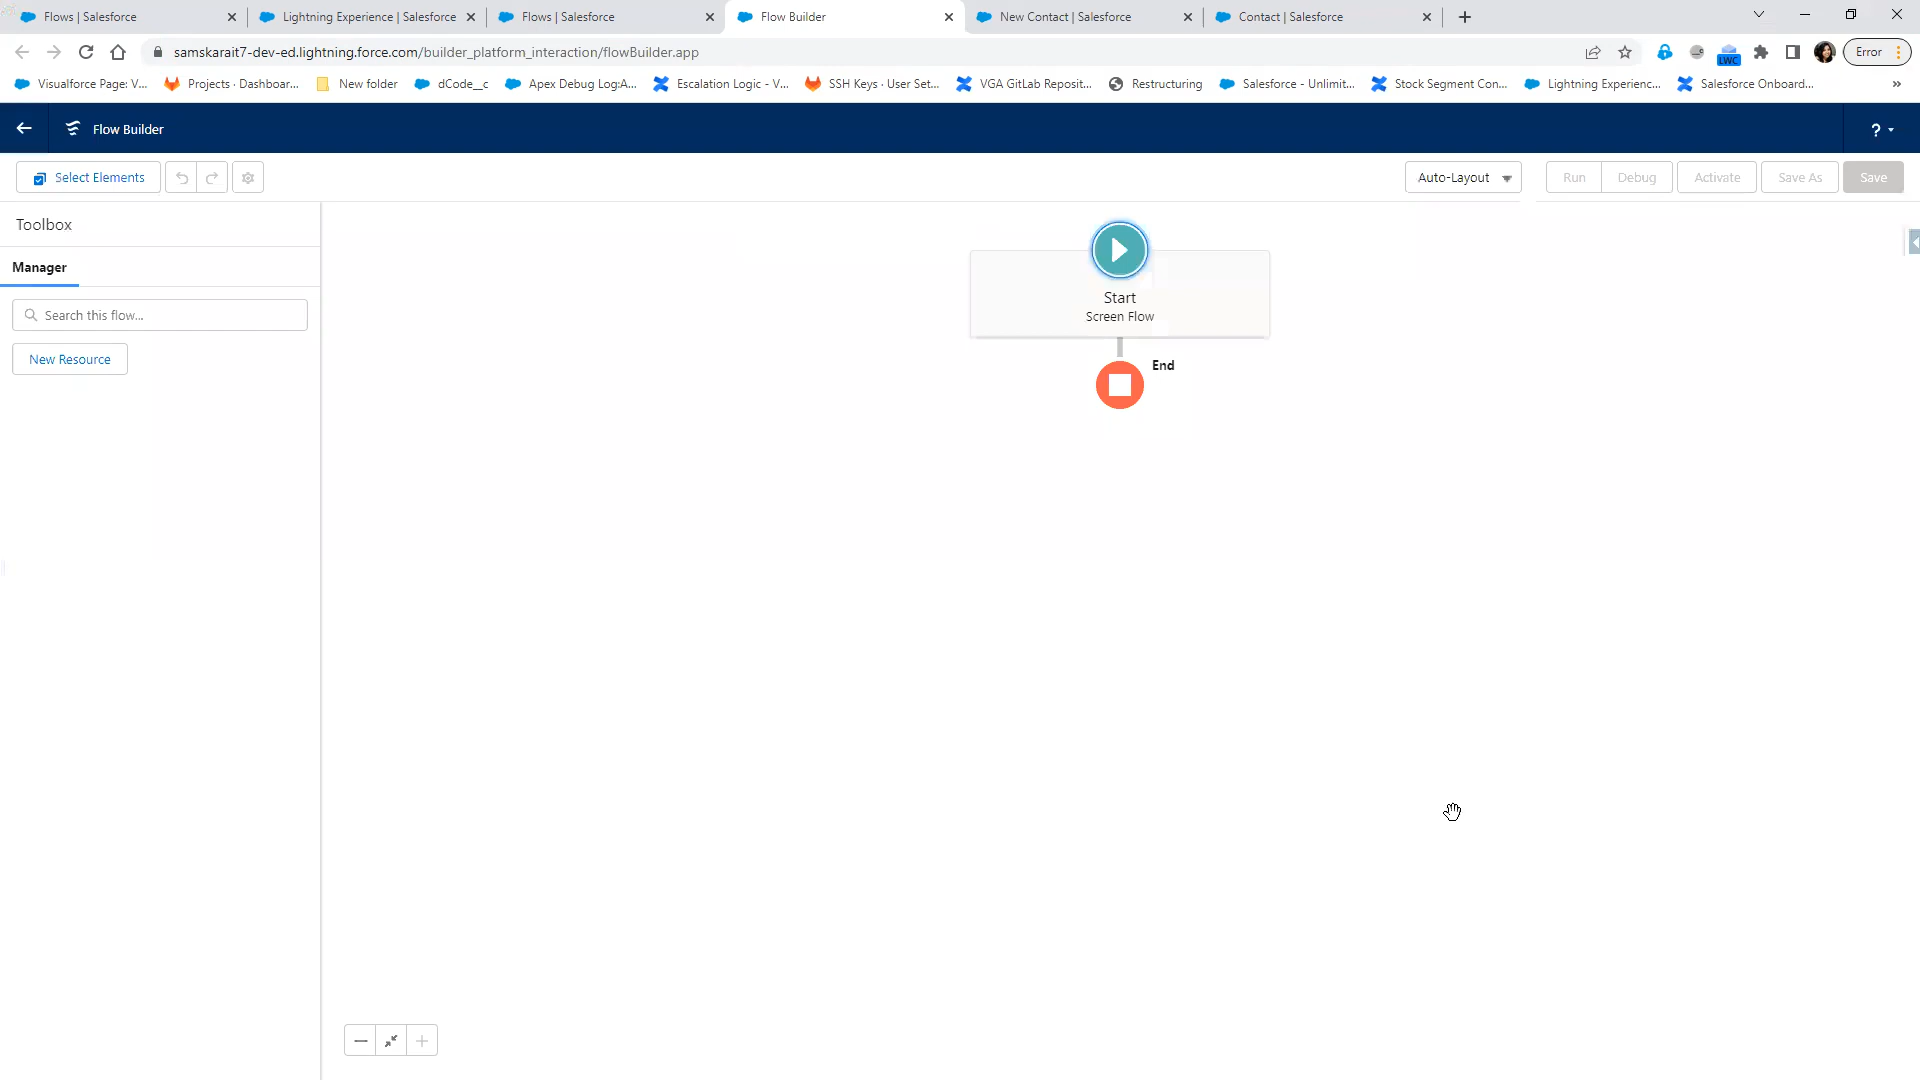 Flows | Salesforce
Lightning Experience | Salesforce
Flows | Salesforce
Flow Builder
New Contact | Salesforce
Contact | Salesforce
samskarait7-dev-ed.lightning.force.com/builder_platform_interaction/flowBuilder.app
LWC
Error
Visualforce Page: V...
Projects · Dashboar...
New folder
dCode__c
Apex Debug Log:A...
Escalation Logic - V...
SSH Keys · User Set...
VGA GitLab Reposit...
Restructuring
Salesforce - Unlimit...
Stock Segment Con...
Lightning Experienc...
Salesforce Onboard...
»
Flow Builder
?
Select Elements
Auto-Layout
Run
Debug
Activate
Save As
Save
Toolbox
Manager
Search this flow...
New Resource
Start
Screen Flow
End